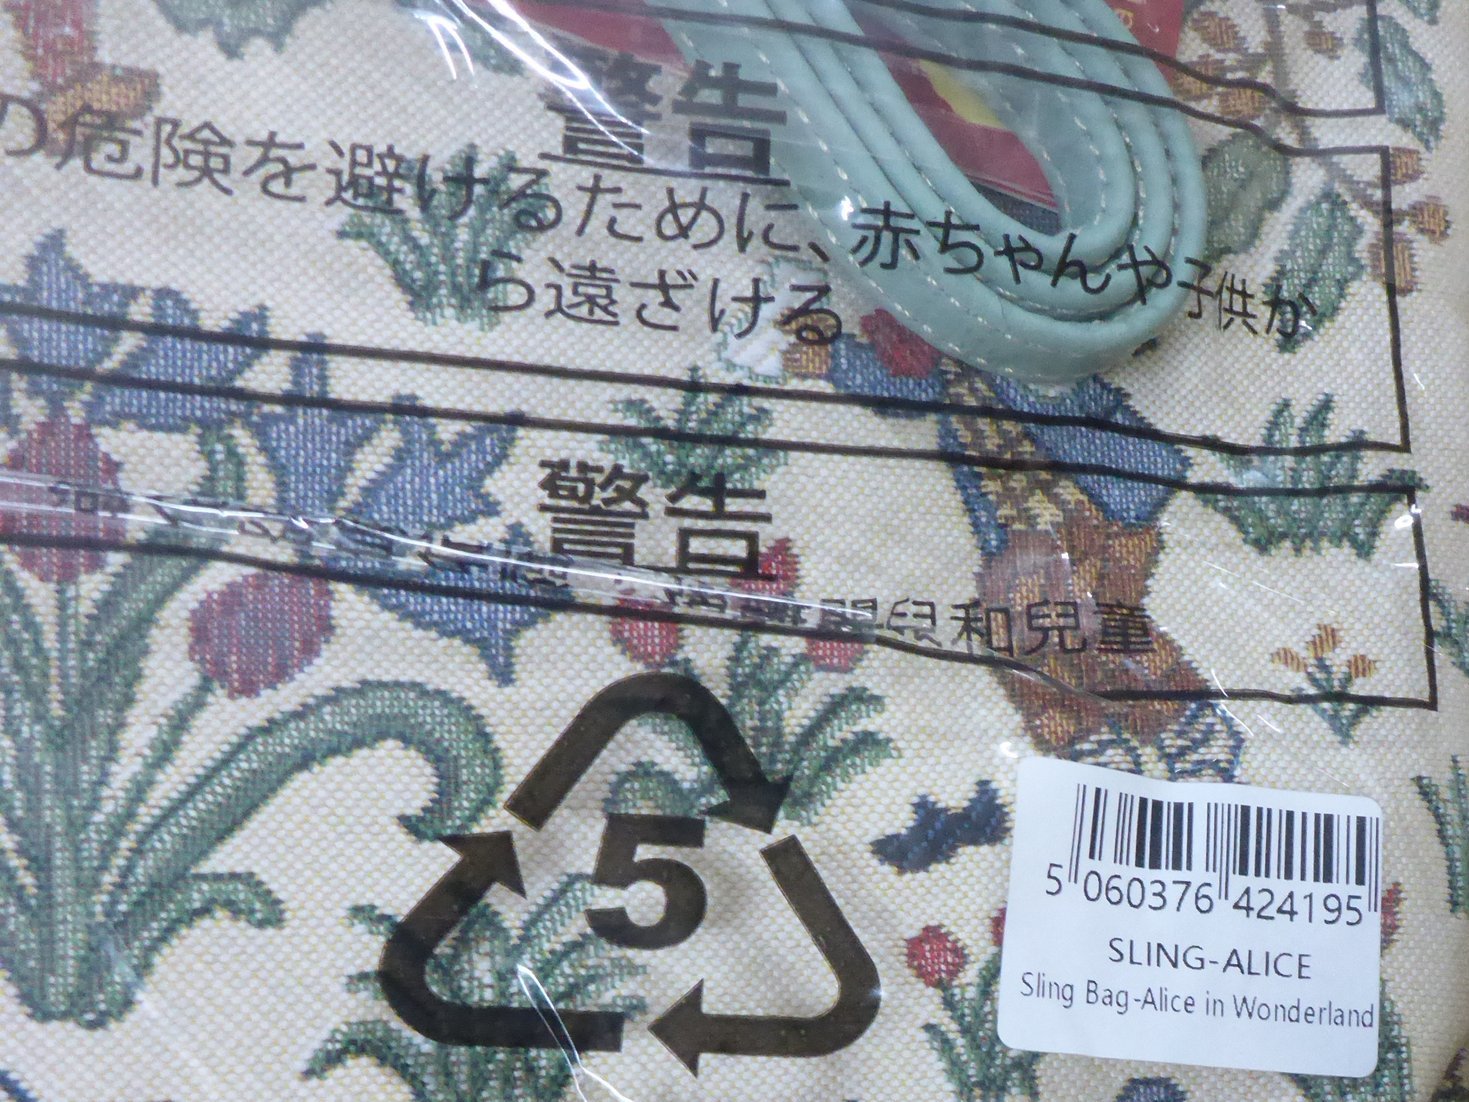 警告
の危険を避けるために、赤ちゃんや子供か
ら遠ざける
警告
嬰兒和兒童
5
5 060376 424195
SLING-ALICE
Sling Bag-Alice in Wonderland